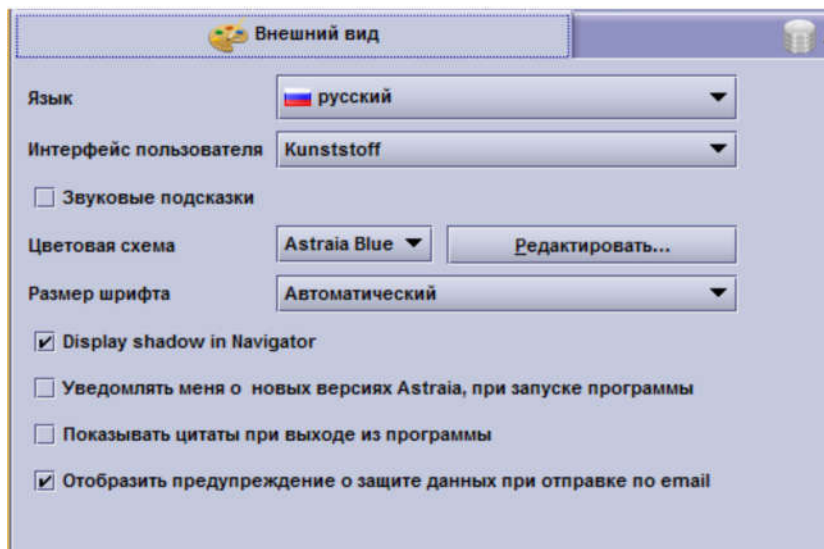 Внешний вид
Язык
русский
Интерфейс пользователя
Kunststoff
Звуковые подсказки
Цветовая схема
Astraia Blue
Редактировать...
Размер шрифта
Автоматический
Display shadow in Navigator
Уведомлять меня о новых версиях Astraia, при запуске программы
Показывать цитаты при выходе из программы
Отобразить предупреждение о защите данных при отправке по email